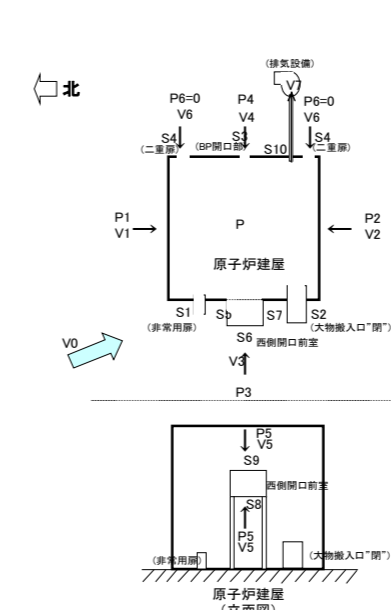 (排気設備)
北
V7
P6=0
V6
P4
V4
P6=0
V6
S4
(二重扉)
S3
(BP開口部)
S10
S4
(二重扉)
P1
V1
P
P2
V2
原子炉建屋
S1
(非常用扉)
S5
S7
S2
(大物搬入口"閉")
S6
西側開口前室
V0
V3
P3
P5
V5
S9
西側開口前室
S8
P5
V5
(非常用扉)
(大物搬入口"閉")
原子炉建屋
(立面図)